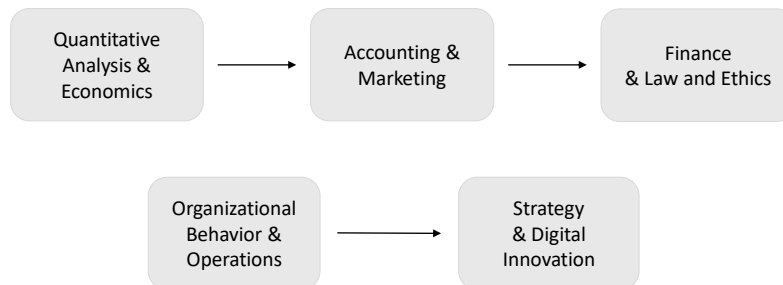 Quantitative
Analysis &
Economics
Accounting &
Marketing
Finance
& Law and Ethics
Organizational
Behavior &
Operations
Strategy
& Digital
Innovation